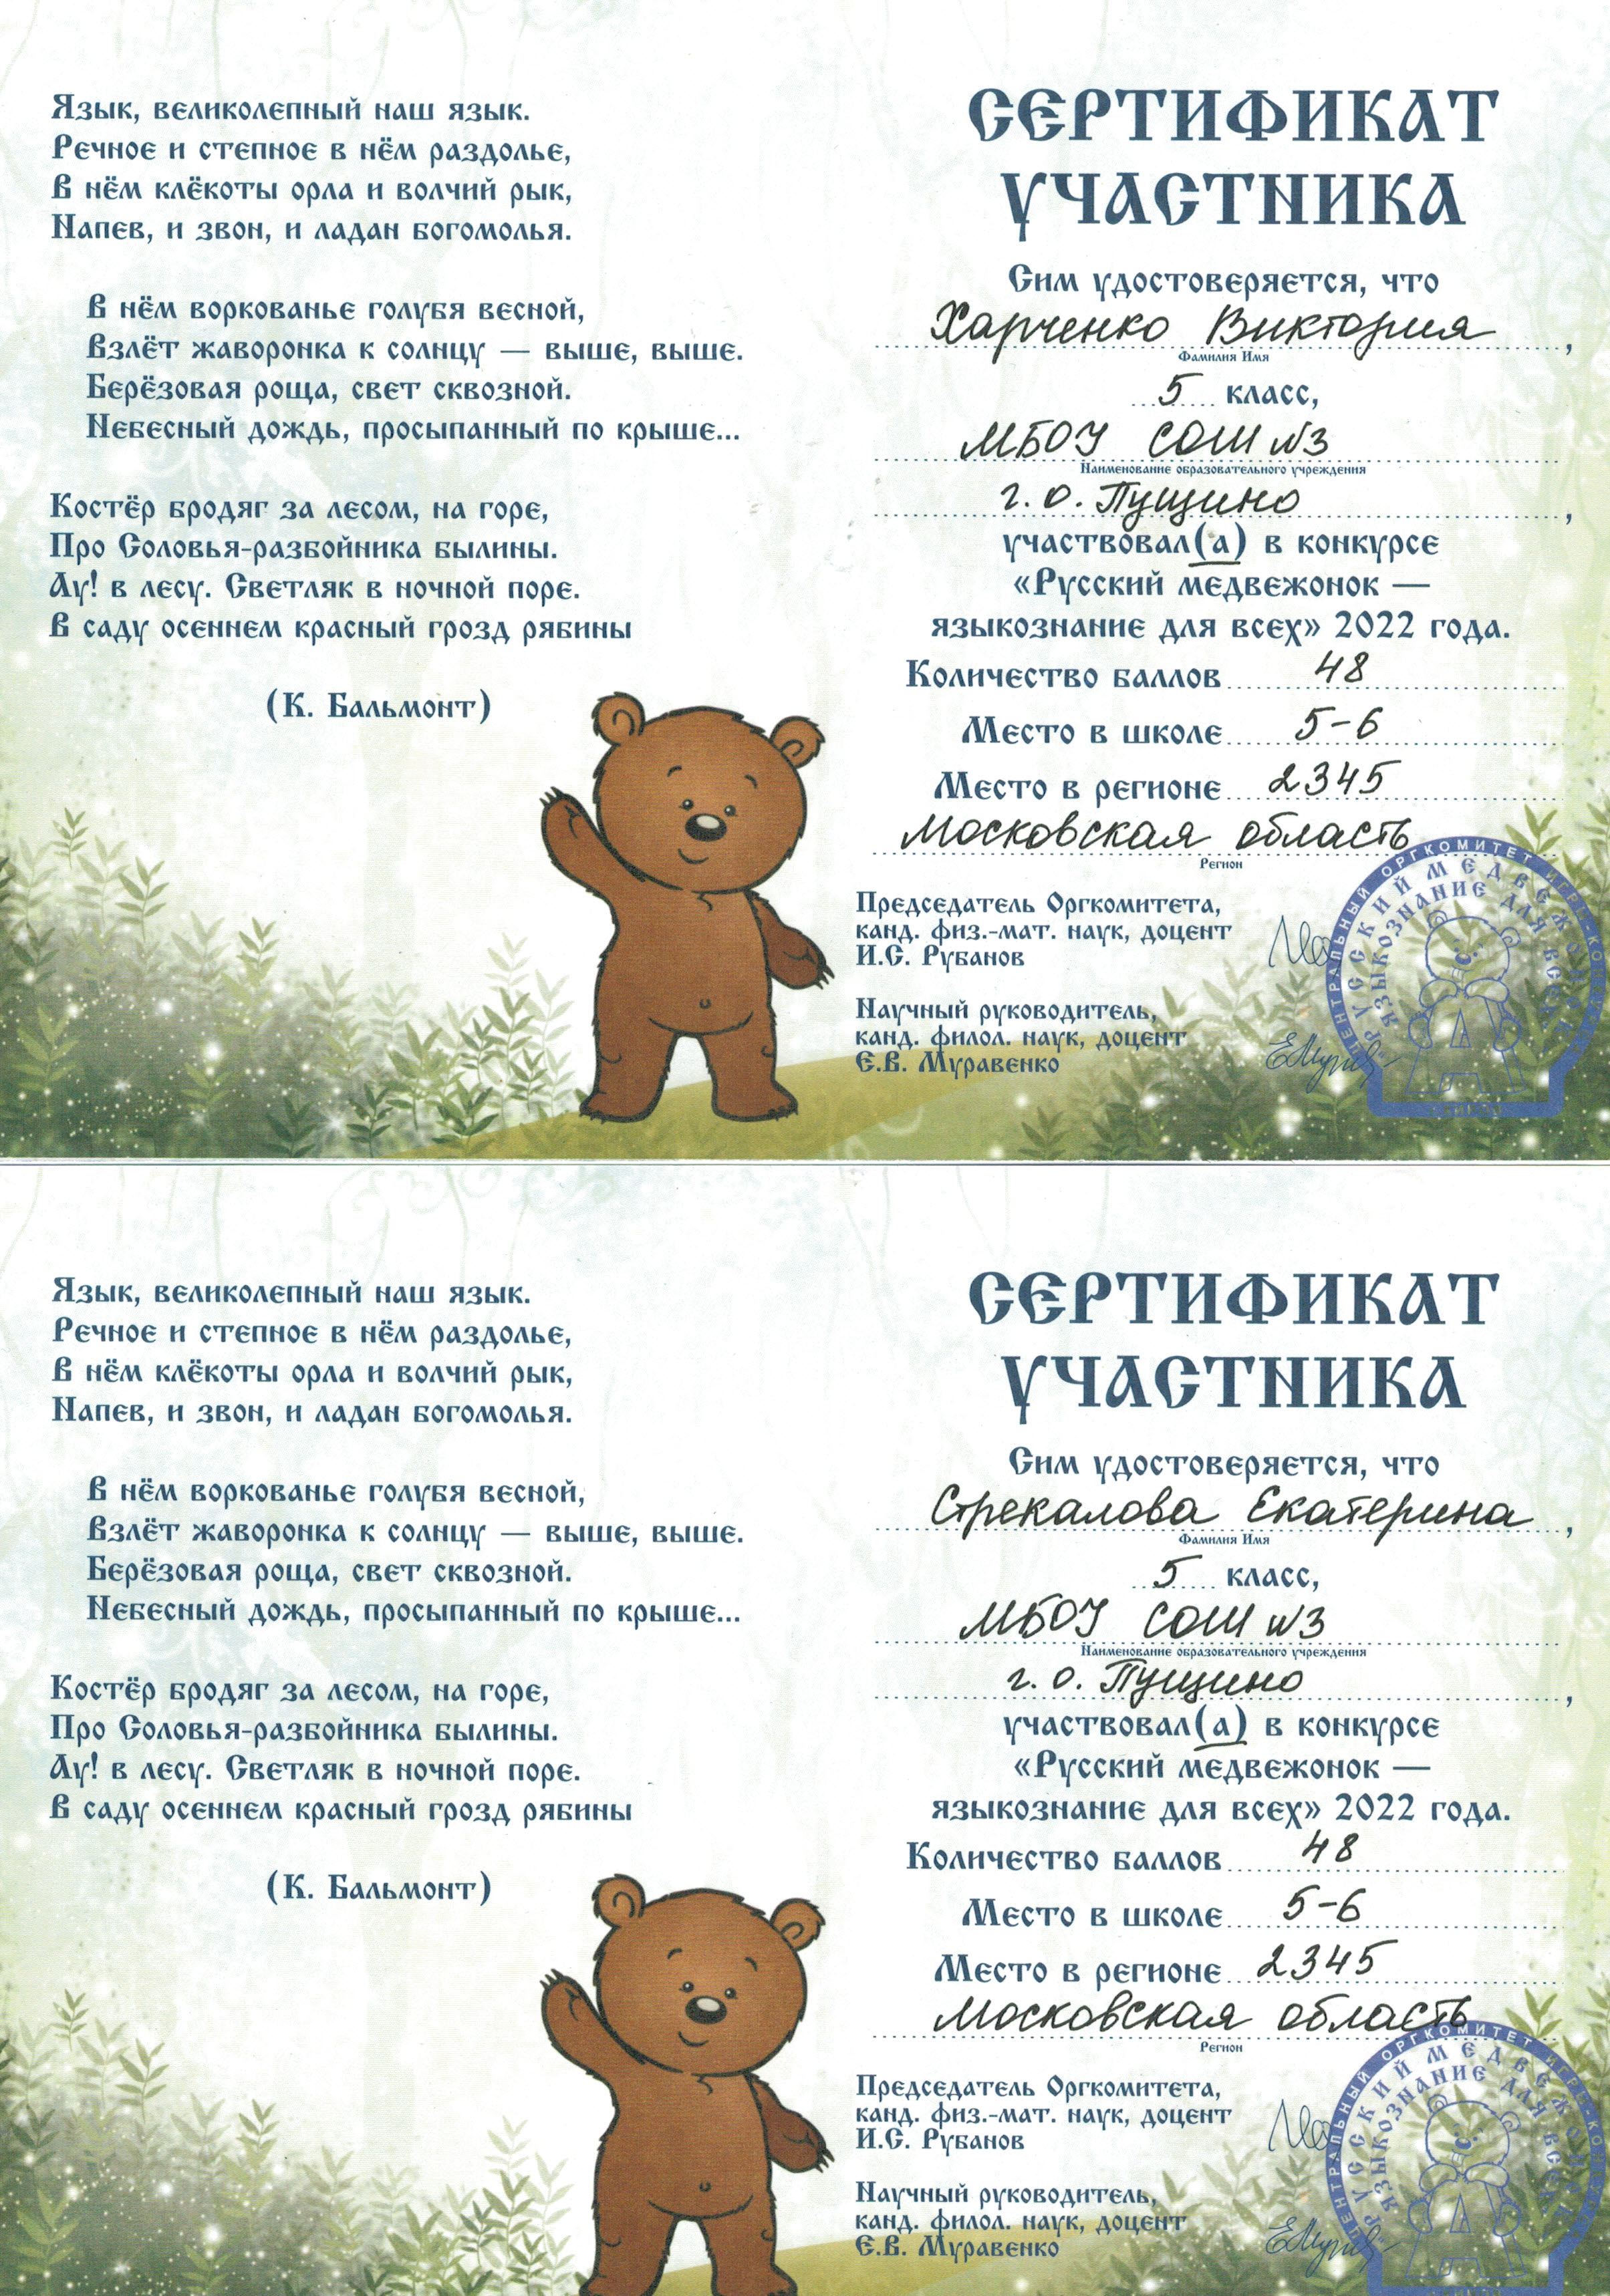 Язык, великолепный наш язык.
Речное и степное в нём раздолье,
В нём клёкоты орла и волчий рык,
Напев, и звон, и ладан богомолья.
В нём воркованье голубя весной,
Взлёт жаворонка к солнцу — выше, выше.
Берёзовая роща, свет сквозной.
Небесный дождь, просыпанный по крыше...
Костёр бродяг за лесом, на горе,
Про Соловья-разбойника былины.
Ау! в лесу. Светляк в ночной поре.
В саду осеннем красный грозд рябины
(К. Бальмонт)
СЕРТИФИКАТ
УЧАСТНИКА
Сим удостоверяется, что
Харченко Виктория,
Фамилия Имя
5 класс,
МБОУ СОШ №3
Наименование образовательного учреждения
г. о. Пущино,
участвовал(а) в конкурсе
«Русский медвежонок —
языкознание для всех» 2022 года.
Количество баллов 48
Место в школе 5-6
Место в регионе 2345
Московская область
Регион
Председатель Оргкомитета,
канд. физ.-мат. наук, доцент
И.С. Рубанов
Научный руководитель,
канд. филол. наук, доцент
Е.В. Муравенко
ЦЕНТРАЛЬНЫЙ ОРГКОМИТЕТ ИГРЫ-КОНКУРСА
РУССКИЙ МЕДВЕЖОНОК
ЯЗЫКОЗНАНИЕ ДЛЯ ВСЕХ
Язык, великолепный наш язык.
Речное и степное в нём раздолье,
В нём клёкоты орла и волчий рык,
Напев, и звон, и ладан богомолья.
В нём воркованье голубя весной,
Взлёт жаворонка к солнцу — выше, выше.
Берёзовая роща, свет сквозной.
Небесный дождь, просыпанный по крыше...
Костёр бродяг за лесом, на горе,
Про Соловья-разбойника былины.
Ау! в лесу. Светляк в ночной поре.
В саду осеннем красный грозд рябины
(К. Бальмонт)
СЕРТИФИКАТ
УЧАСТНИКА
Сим удостоверяется, что
Стрекалова Екатерина,
Фамилия Имя
5 класс,
МБОУ СОШ №3
Наименование образовательного учреждения
г. о. Пущино,
участвовал(а) в конкурсе
«Русский медвежонок —
языкознание для всех» 2022 года.
Количество баллов 48
Место в школе 5-6
Место в регионе 2345
Московская область
Регион
Председатель Оргкомитета,
канд. физ.-мат. наук, доцент
И.С. Рубанов
Научный руководитель,
канд. филол. наук, доцент
Е.В. Муравенко
ЦЕНТРАЛЬНЫЙ ОРГКОМИТЕТ ИГРЫ-КОНКУРСА
РУССКИЙ МЕДВЕЖОНОК
ЯЗЫКОЗНАНИЕ ДЛЯ ВСЕХ